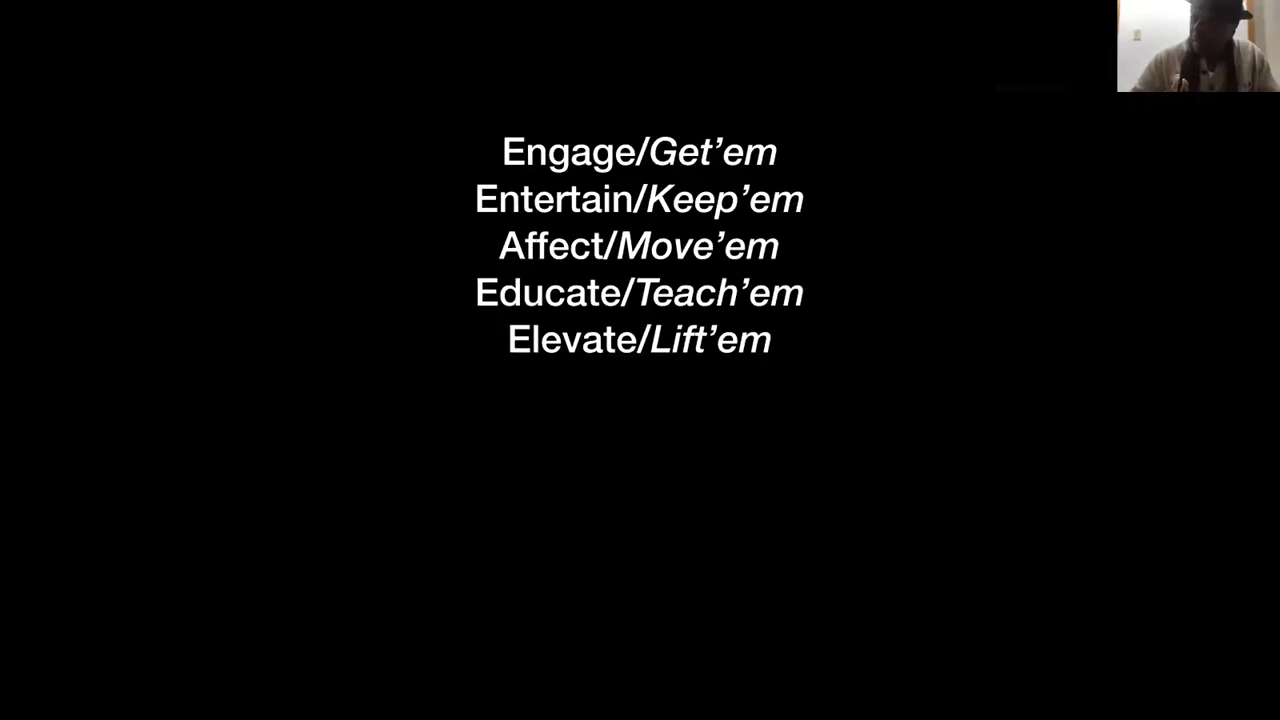 Engage/Get’em
Entertain/Keep’em
Affect/Move’em
Educate/Teach’em
Elevate/Lift’em